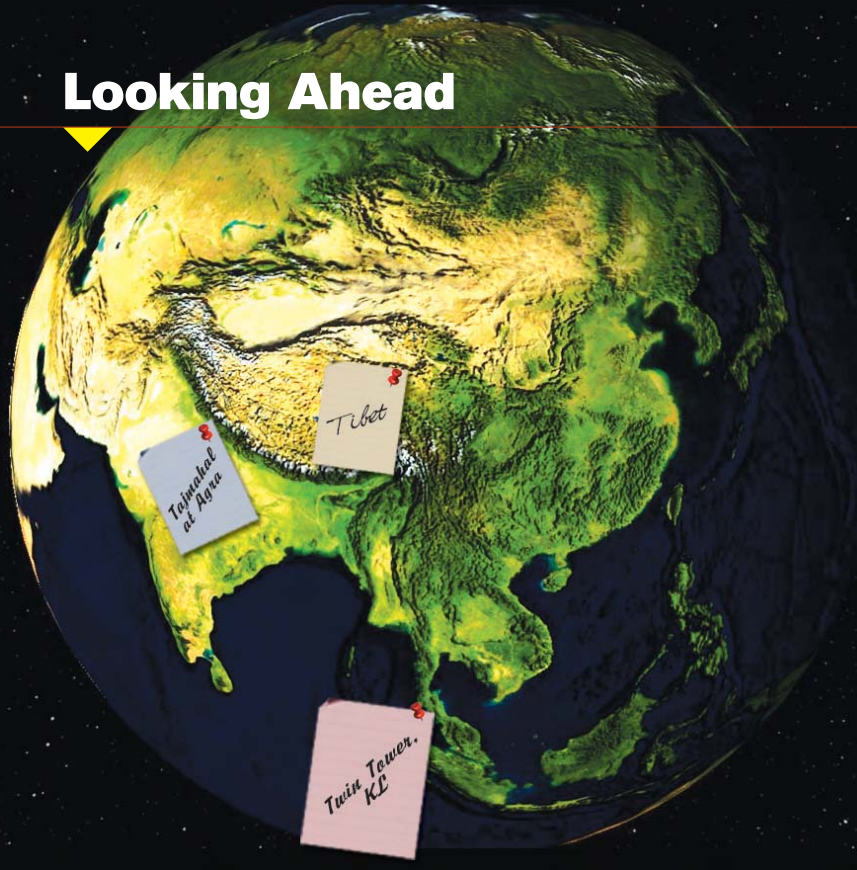 Looking Ahead
Tibet
Tajmahal
at Agra
Twin Tower,
KL